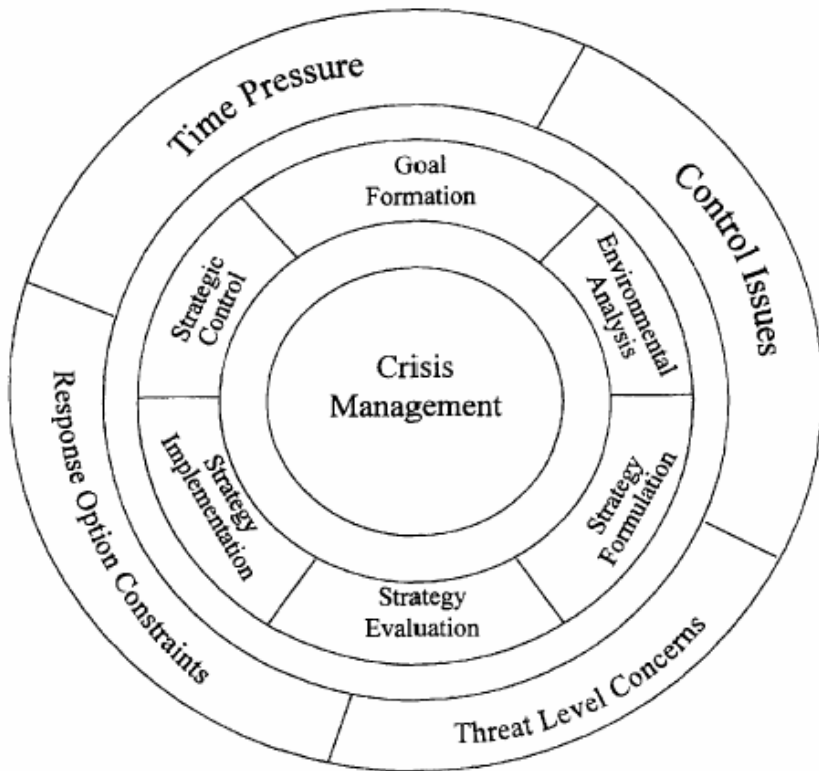 Time Pressure
Control Issues
Goal
Formation
Strategic
Control
Environmental
Analysis
Crisis
Management
Response Option Constraints
Strategy
Implementation
Strategy
Formulation
Strategy
Evaluation
Threat Level Concerns